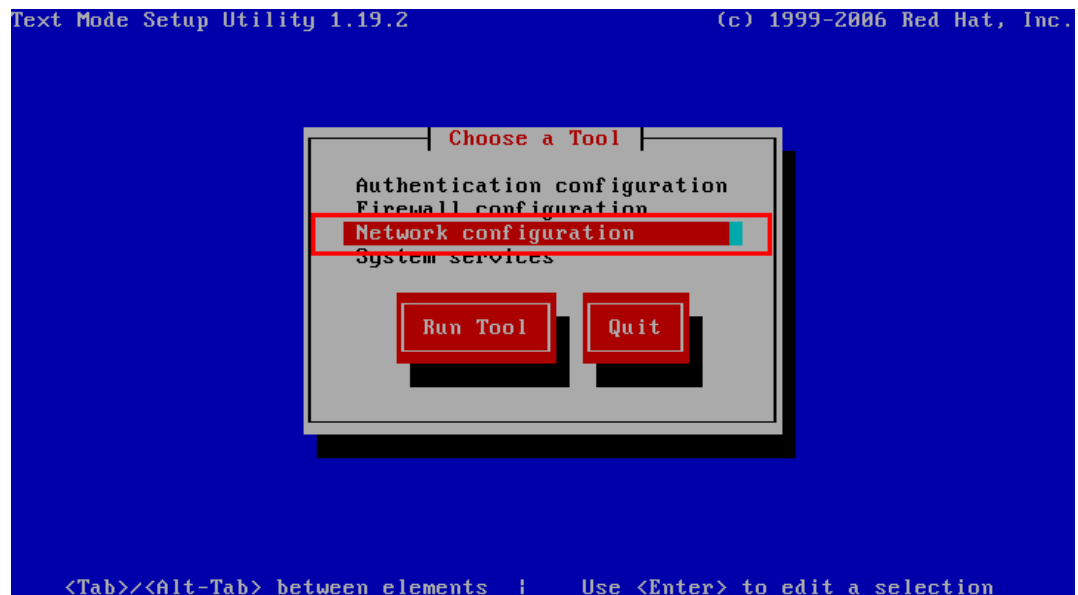 Text Mode Setup Utility 1.19.2 (c) 1999-2006 Red Hat, Inc.
Choose a Tool
Authentication configuration
Firewall configuration
Network configuration
System services
Run Tool Quit
<Tab>/<Alt-Tab> between elements | Use <Enter> to edit a selection